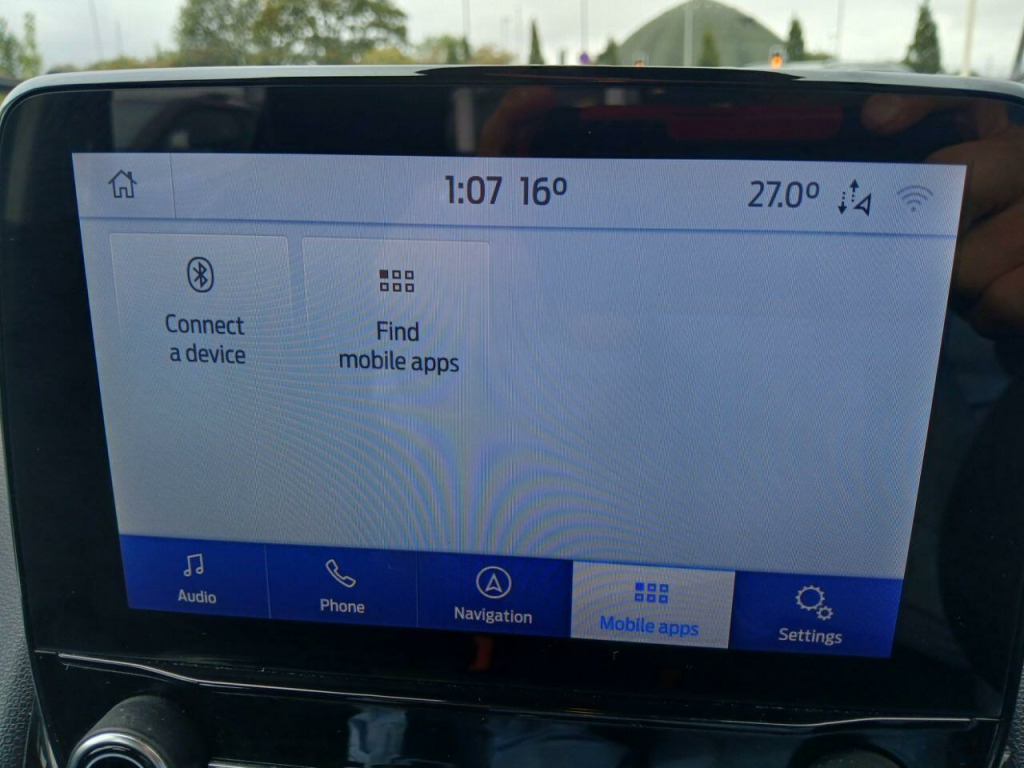 1:07 16º 27.0º
Connect
a device
Find
mobile apps
Audio
Phone
Navigation
Mobile apps
Settings